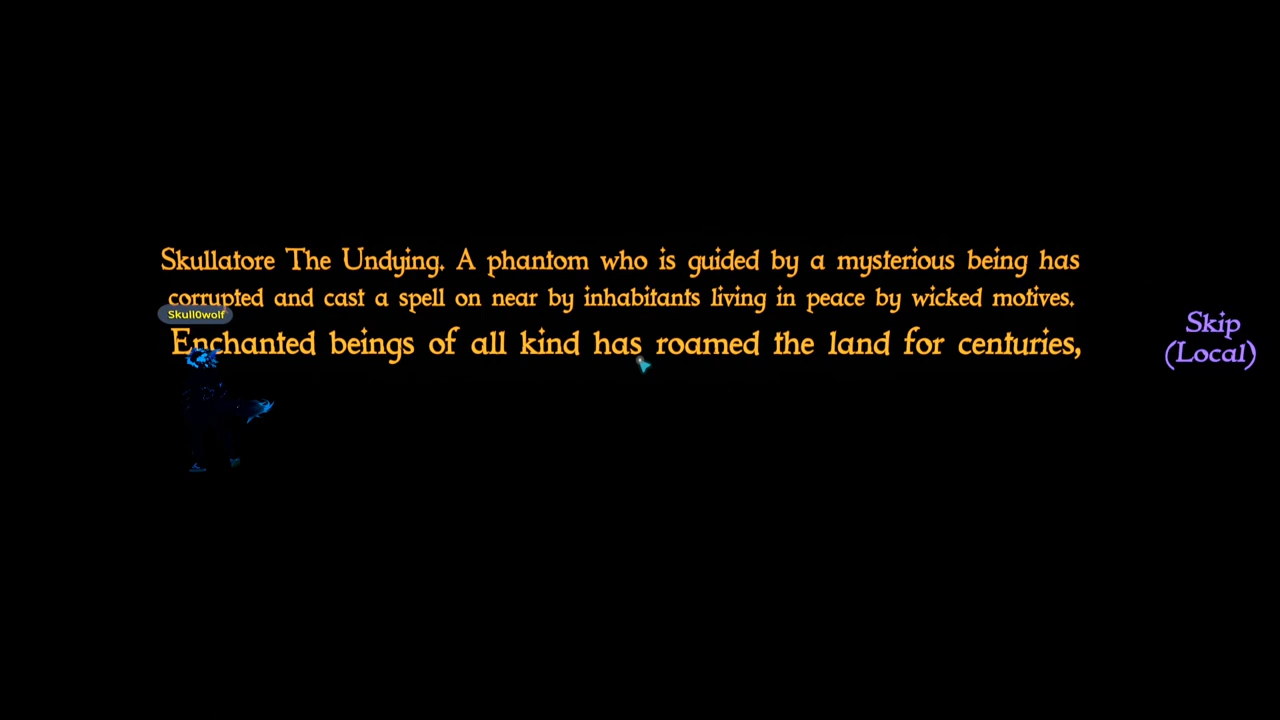 Skullatore The Undying. A phantom who is guided by a mysterious being has
corrupted and cast a spell on near by inhabitants living in peace by wicked motives.
Skull0wolf
Enchanted beings of all kind has roamed the land for centuries,
Skip
(Local)